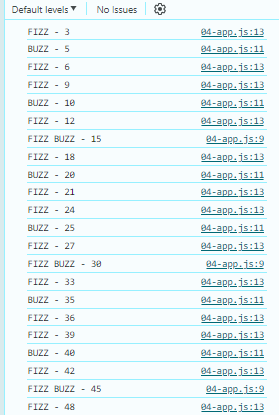 Default levels ▼ No Issues
FIZZ - 3 04-app.js:13
BUZZ - 5 04-app.js:11
FIZZ - 6 04-app.js:13
FIZZ - 9 04-app.js:13
BUZZ - 10 04-app.js:11
FIZZ - 12 04-app.js:13
FIZZ BUZZ - 15 04-app.js:9
FIZZ - 18 04-app.js:13
BUZZ - 20 04-app.js:11
FIZZ - 21 04-app.js:13
FIZZ - 24 04-app.js:13
BUZZ - 25 04-app.js:11
FIZZ - 27 04-app.js:13
FIZZ BUZZ - 30 04-app.js:9
FIZZ - 33 04-app.js:13
BUZZ - 35 04-app.js:11
FIZZ - 36 04-app.js:13
FIZZ - 39 04-app.js:13
BUZZ - 40 04-app.js:11
FIZZ - 42 04-app.js:13
FIZZ BUZZ - 45 04-app.js:9
FIZZ - 48 04-app.js:13